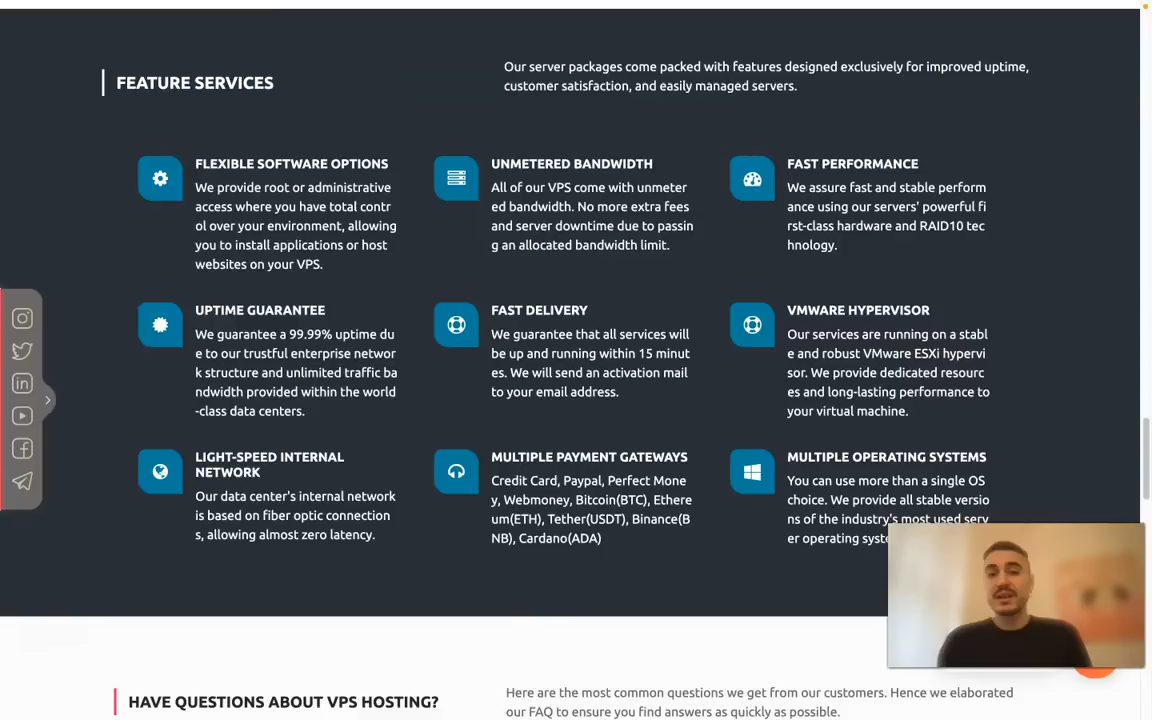 FEATURE SERVICES
Our server packages come packed with features designed exclusively for improved uptime,
customer satisfaction, and easily managed servers.
FLEXIBLE SOFTWARE OPTIONS
We provide root or administrative
access where you have total contr
ol over your environment, allowing
you to install applications or host
websites on your VPS.
UNMETERED BANDWIDTH
All of our VPS come with unmeter
ed bandwidth. No more extra fees
and server downtime due to passin
g an allocated bandwidth limit.
FAST PERFORMANCE
We assure fast and stable perform
ance using our servers' powerful fi
rst-class hardware and RAID10 tec
hnology.
UPTIME GUARANTEE
We guarantee a 99.99% uptime du
e to our trustful enterprise networ
k structure and unlimited traffic ba
ndwidth provided within the world
-class data centers.
FAST DELIVERY
We guarantee that all services will
be up and running within 15 minut
es. We will send an activation mail
to your email address.
VMWARE HYPERVISOR
Our services are running on a stabl
e and robust VMware ESXi hypervi
sor. We provide dedicated resourc
es and long-lasting performance to
your virtual machine.
LIGHT-SPEED INTERNAL
NETWORK
Our data center's internal network
is based on fiber optic connection
s, allowing almost zero latency.
MULTIPLE PAYMENT GATEWAYS
Credit Card, Paypal, Perfect Mone
y, Webmoney, Bitcoin(BTC), Ethere
um(ETH), Tether(USDT), Binance(B
NB), Cardano(ADA)
MULTIPLE OPERATING SYSTEMS
You can use more than a single OS
choice. We provide all stable versio
ns of the industry's most used serv
er operating syste
HAVE QUESTIONS ABOUT VPS HOSTING?
Here are the most common questions we get from our customers. Hence we elaborated
our FAQ to ensure you find answers as quickly as possible.